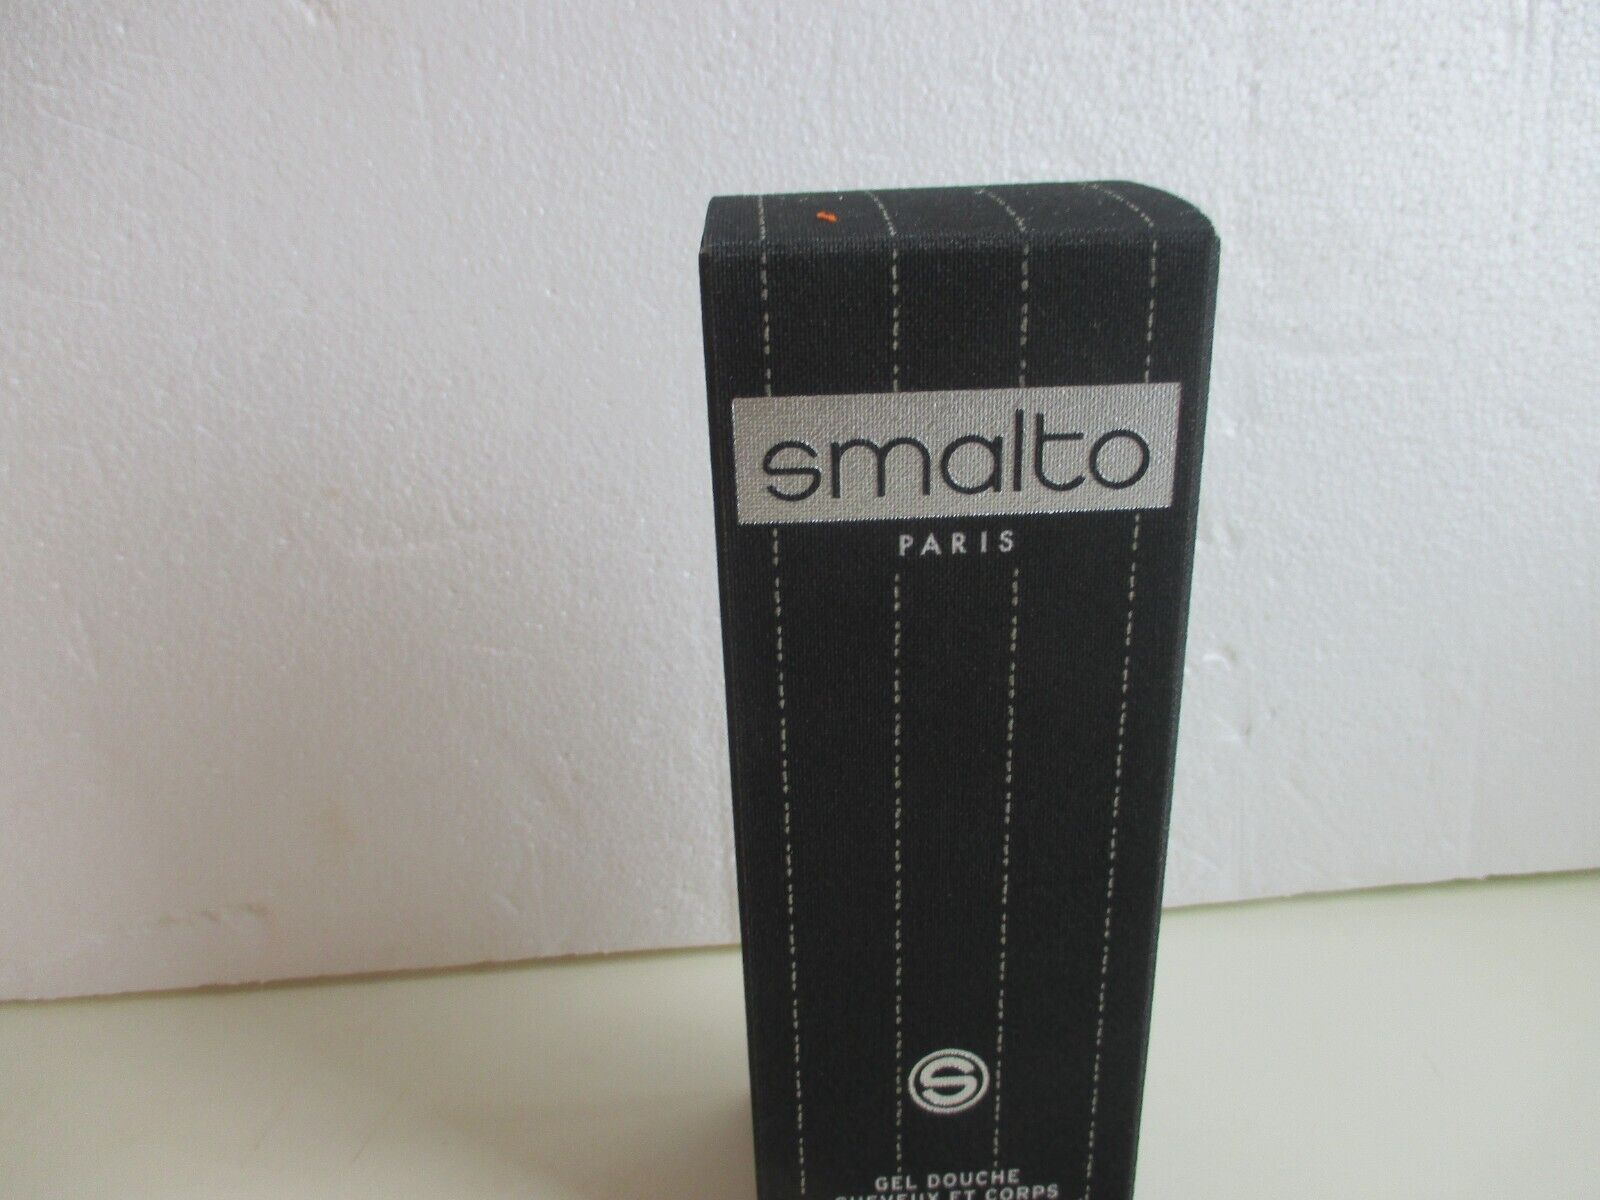 smalto
PARIS
S
GEL DOUCHE
CHEVEUX ET CORPS